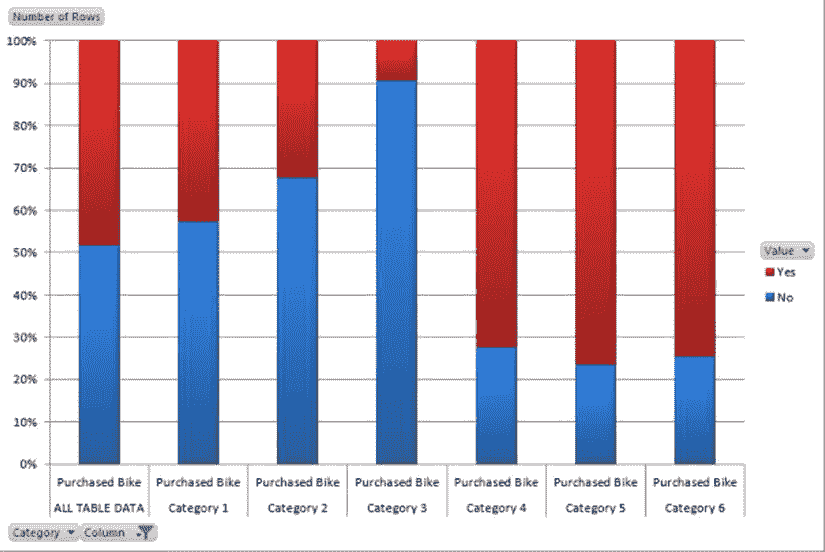 Number of Rows
100%
90%
80%
70%
60%
50%
40%
30%
20%
10%
0%
Value
Yes
No
Purchased Bike Purchased Bike Purchased Bike Purchased Bike Purchased Bike Purchased Bike Purchased Bike
ALL TABLE DATA Category 1 Category 2 Category 3 Category 4 Category 5 Category 6
Category Column